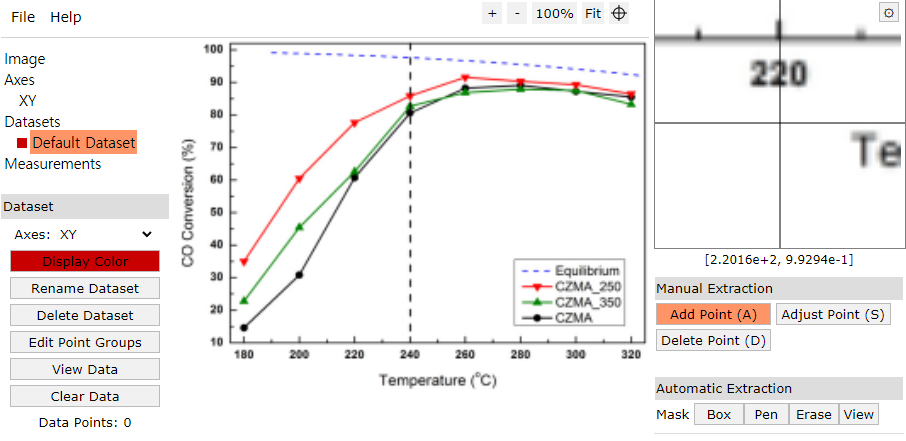 File Help
+ - 100% Fit
Image
Axes
XY
Datasets
Default Dataset
Measurements
Dataset
Axes: XY
Display Color
Rename Dataset
Delete Dataset
Edit Point Groups
View Data
Clear Data
Data Points: 0
100
90
80
70
60
50
40
30
20
10
CO Conversion (%)
Equilibrium
CZMA_250
CZMA_350
CZMA
180 200 220 240 260 280 300 320
Temperature (°C)
220
Te
[2.2016e+2, 9.9294e-1]
Manual Extraction
Add Point (A) Adjust Point (S)
Delete Point (D)
Automatic Extraction
Mask Box Pen Erase View